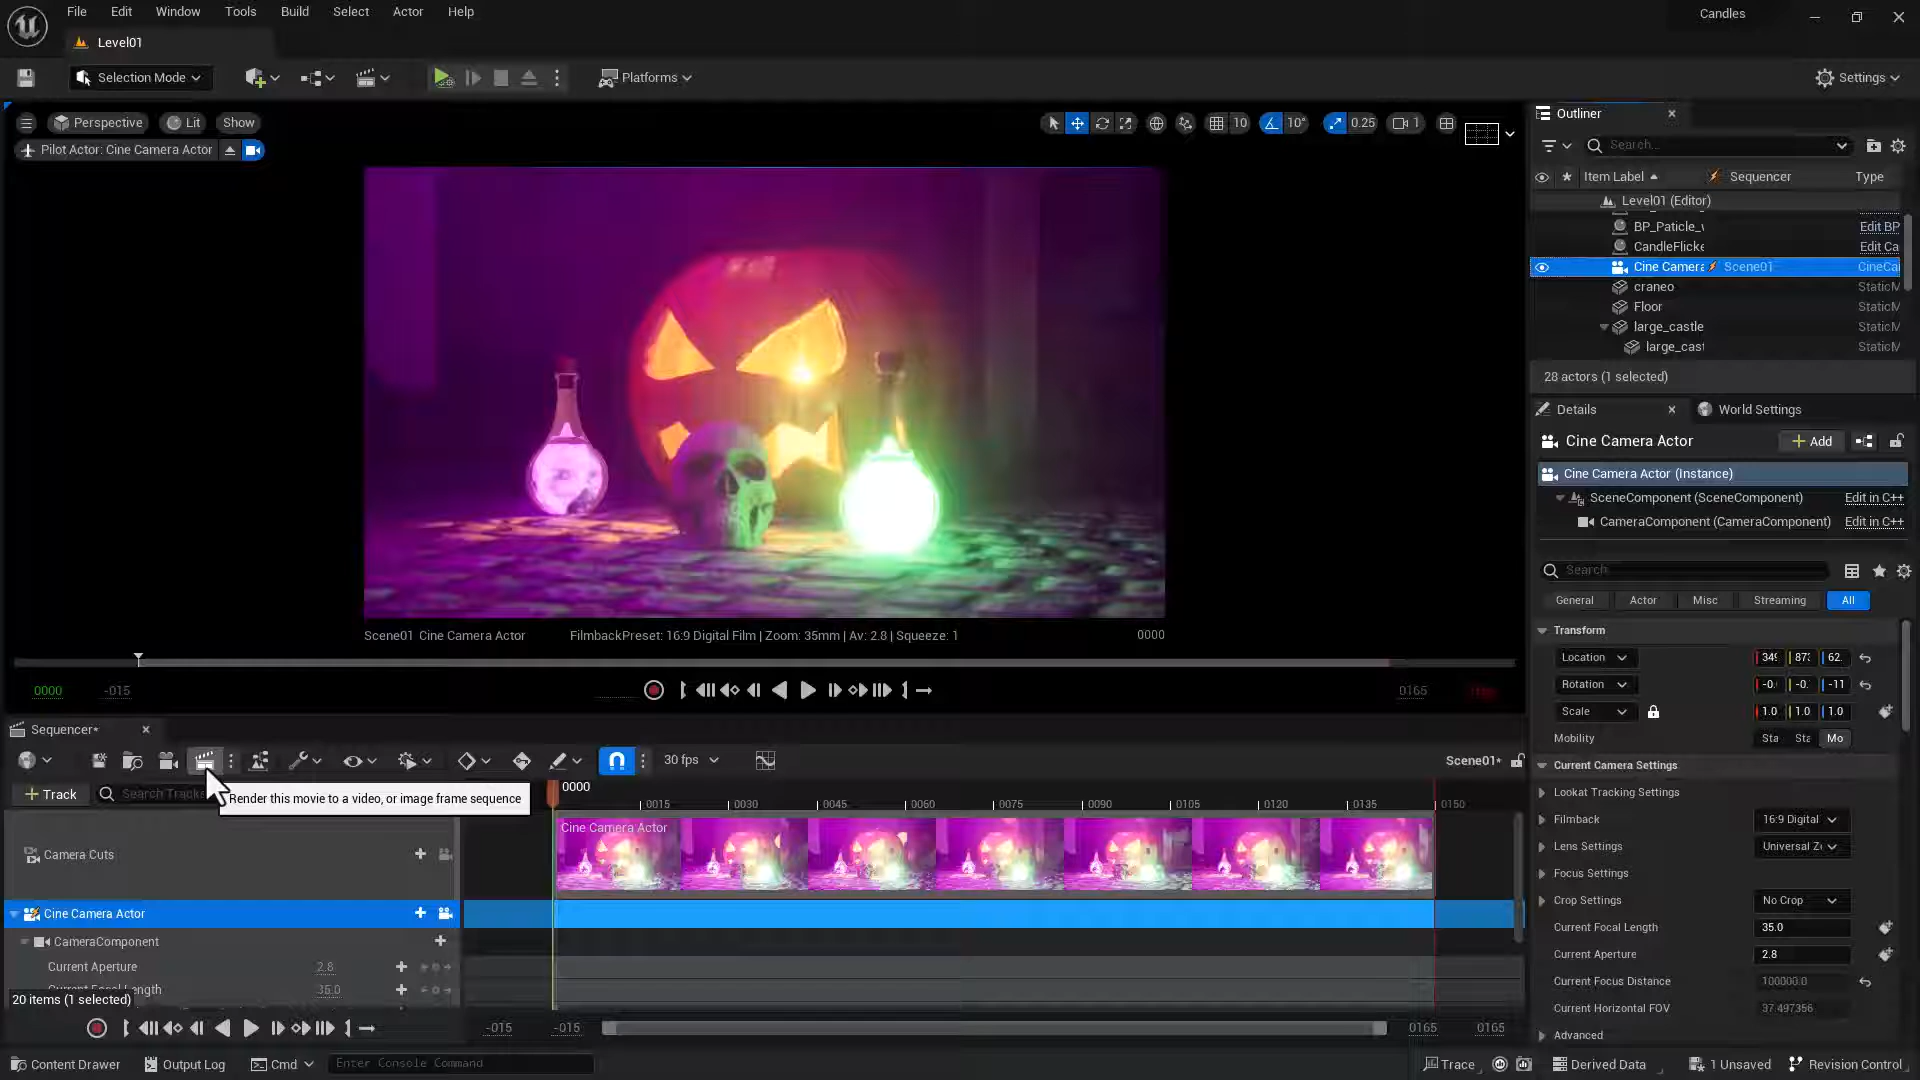 File Edit Window Tools Build Select Actor Help
Candles
Level01
Selection Mode
Platforms
Settings
Perspective Lit Show
10 10° 0.25 1
Pilot Actor: Cine Camera Actor
Scene01 Cine Camera Actor
FilmbackPreset: 16:9 Digital Film | Zoom: 35mm | Av: 2.8 | Squeeze: 1
0000
0000 -015
0165
Outliner
Search...
Item Label Sequencer Type
Level01 (Editor)
BP_Paticle_ Edit BP
CandleFlicke Edit Ca
Cine Camera Scene01 CineCa
craneo StaticM
Floor StaticM
large_castle StaticM
large_cast StaticM
28 actors (1 selected)
Details World Settings
Cine Camera Actor Add
Cine Camera Actor (Instance)
SceneComponent (SceneComponent) Edit in C++
CameraComponent (CameraComponent) Edit in C++
Search
General Actor Misc Streaming All
Transform
Location 349 873 62.
Rotation -0. -0. -11
Scale 1.0 1.0 1.0
Mobility Sta Sta Mo
Current Camera Settings
Lookat Tracking Settings
Filmback 16:9 Digital
Lens Settings Universal Z
Focus Settings
Crop Settings No Crop
Current Focal Length 35.0
Current Aperture 2.8
Current Focus Distance 100000.0
Current Horizontal FOV 37.497356
Advanced
Sequencer*
30 fps
Scene01*
Track
Search Tracks
Render this movie to a video, or image frame sequence
0000
0015 0030 0045 0060 0075 0090 0105 0120 0135 0150
Camera Cuts
Cine Camera Actor
Cine Camera Actor
CameraComponent
Current Aperture 2.8
Current Focal Length 35.0
20 items (1 selected)
-015 -015 0165 0165
Content Drawer Output Log Cmd Enter Console Command
Trace Derived Data 1 Unsaved Revision Control